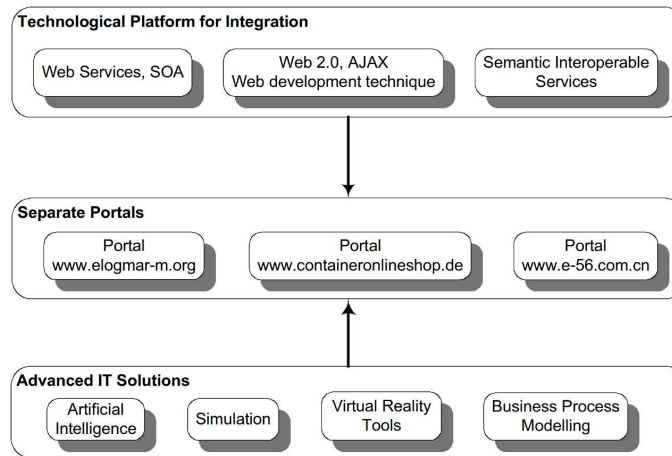 Technological Platform for Integration
Web Services, SOA
Web 2.0, AJAX
Web development technique
Semantic Interoperable
Services
Separate Portals
Portal
www.elogmar-m.org
Portal
www.containeronlineshop.de
Portal
www.e-56.com.cn
Advanced IT Solutions
Artificial
Intelligence
Simulation
Virtual Reality
Tools
Business Process
Modelling